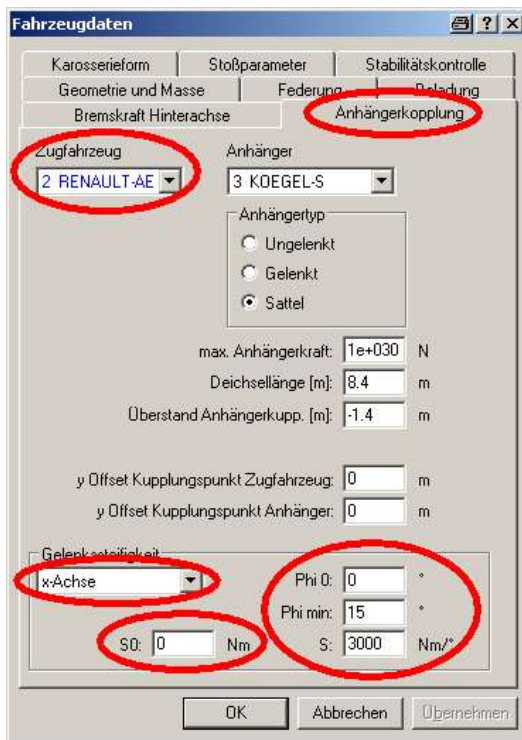 Fahrzeugdaten
Karosserieform Stoßparameter Stabilitätskontrolle
Geometrie und Masse Federung Beladung
Bremskraft Hinterachse Anhängerkopplung
Zugfahrzeug Anhänger
2 RENAULT-AE 3 KOEGEL-S
Anhängertyp
Ungelenkt
Gelenkt
Sattel
max. Anhängerkraft: 1e+030 N
Deichsellänge [m]: 8.4 m
Überstand Anhängerkupp. [m]: -1.4 m
y Offset Kupplungspunkt Zugfahrzeug: 0 m
y Offset Kupplungspunkt Anhänger: 0 m
Gelenksteifigkeit
x-Achse Phi 0: 0 °
Phi min: 15 °
S0: 0 Nm S: 3000 Nm/°
OK Abbrechen Übernehmen